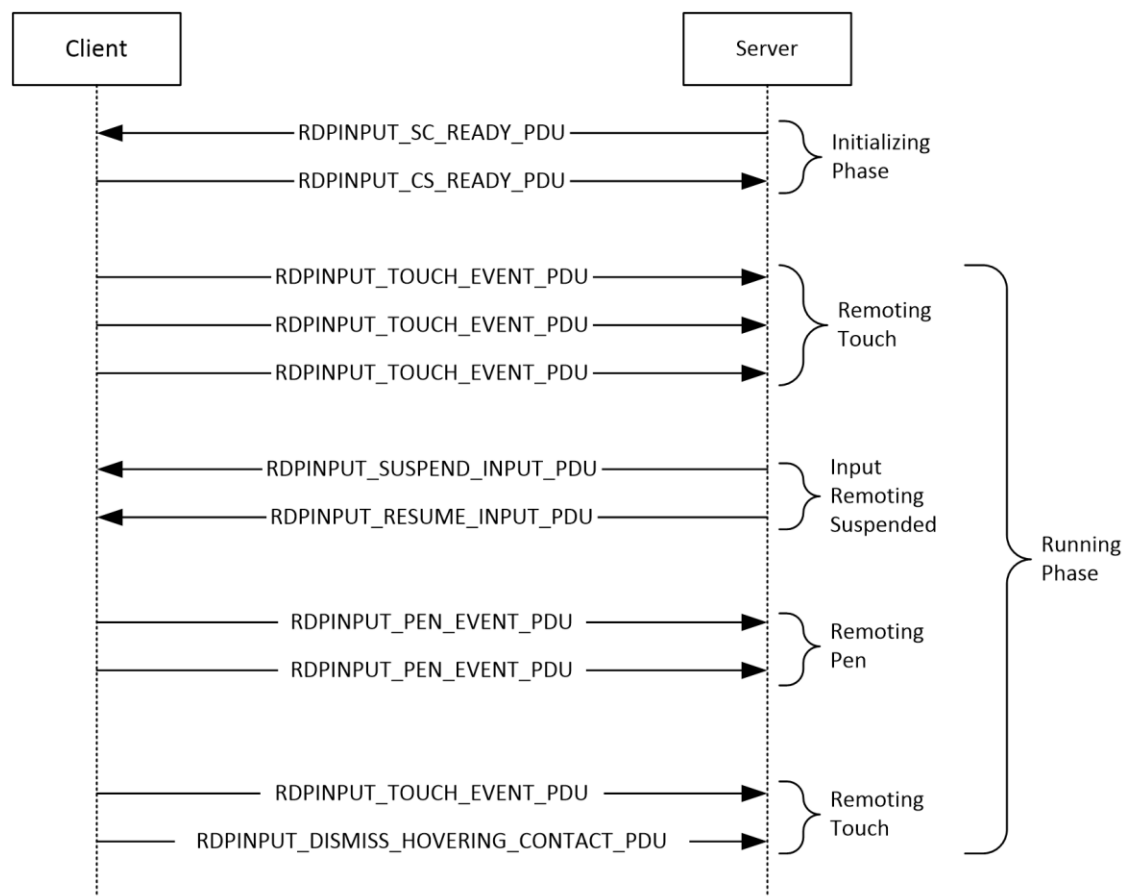 Client
Server
RDPINPUT_SC_READY_PDU
Initializing
Phase
RDPINPUT_CS_READY_PDU
RDPINPUT_TOUCH_EVENT_PDU
RDPINPUT_TOUCH_EVENT_PDU
RDPINPUT_TOUCH_EVENT_PDU
Remoting
Touch
RDPINPUT_SUSPEND_INPUT_PDU
RDPINPUT_RESUME_INPUT_PDU
Input
Remoting
Suspended
Running
Phase
RDPINPUT_PEN_EVENT_PDU
RDPINPUT_PEN_EVENT_PDU
Remoting
Pen
RDPINPUT_TOUCH_EVENT_PDU
RDPINPUT_DISMISS_HOVERING_CONTACT_PDU
Remoting
Touch